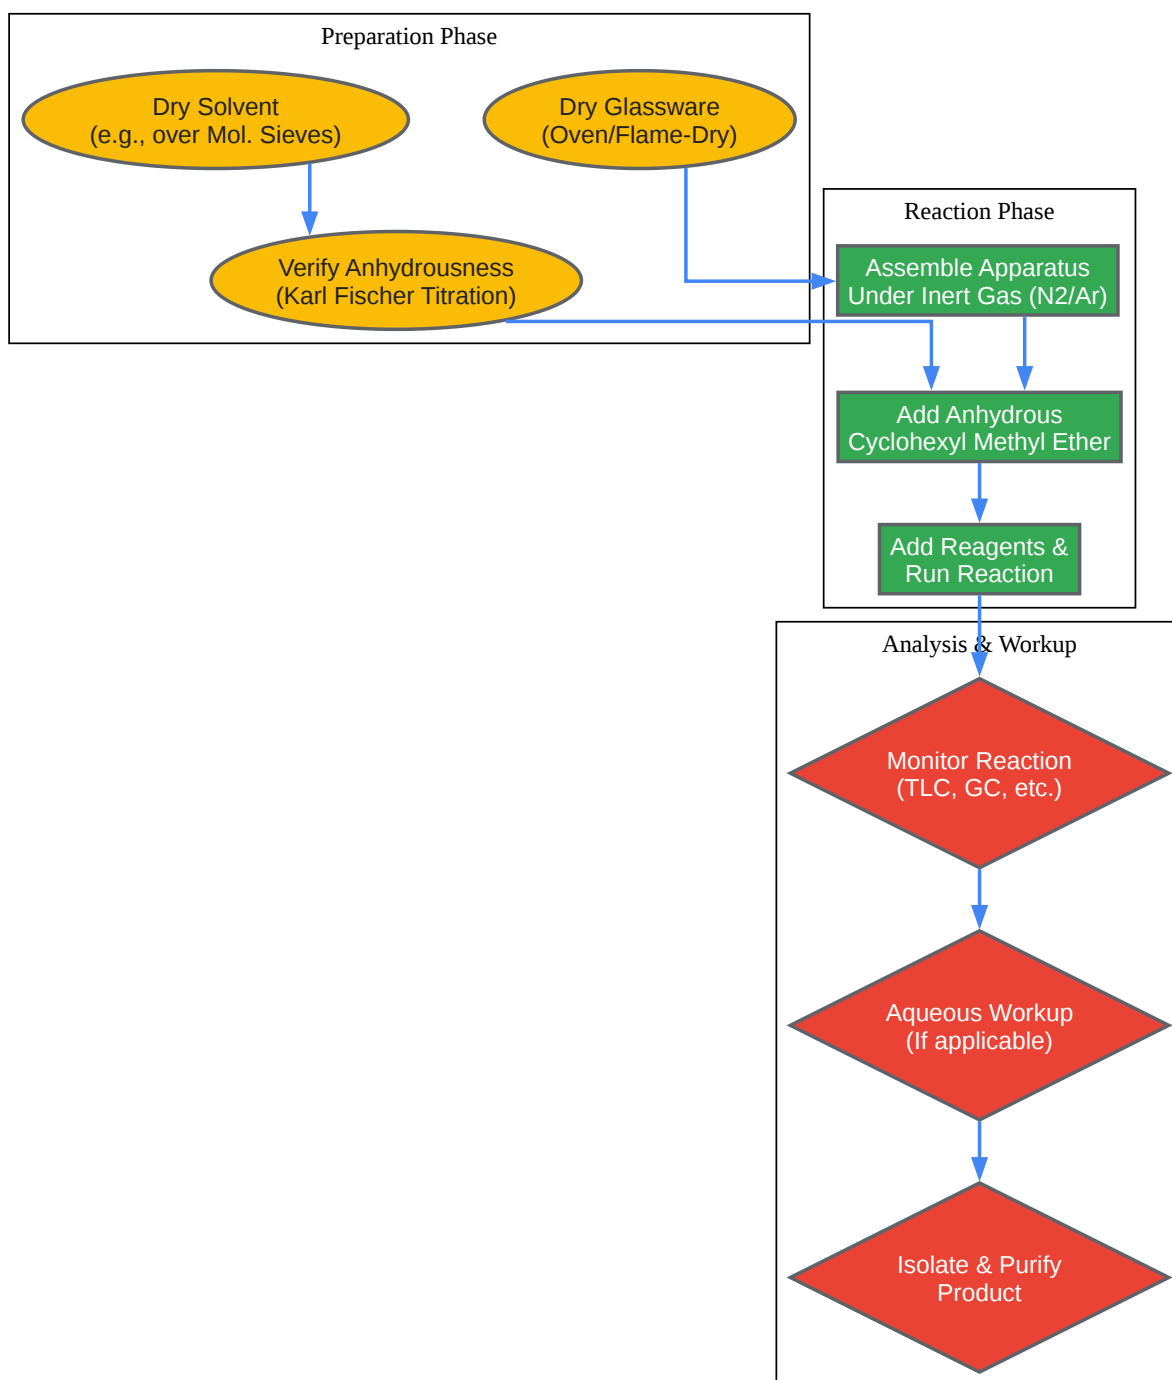 Preparation Phase
Dry Solvent
(e.g., over Mol. Sieves)
Dry Glassware
(Oven/Flame-Dry)
Verify Anhydrousness
(Karl Fischer Titration)
Reaction Phase
Assemble Apparatus
Under Inert Gas (N2/Ar)
Add Anhydrous
Cyclohexyl Methyl Ether
Add Reagents &
Run Reaction
Analysis & Workup
Monitor Reaction
(TLC, GC, etc.)
Aqueous Workup
(If applicable)
Isolate & Purify
Product